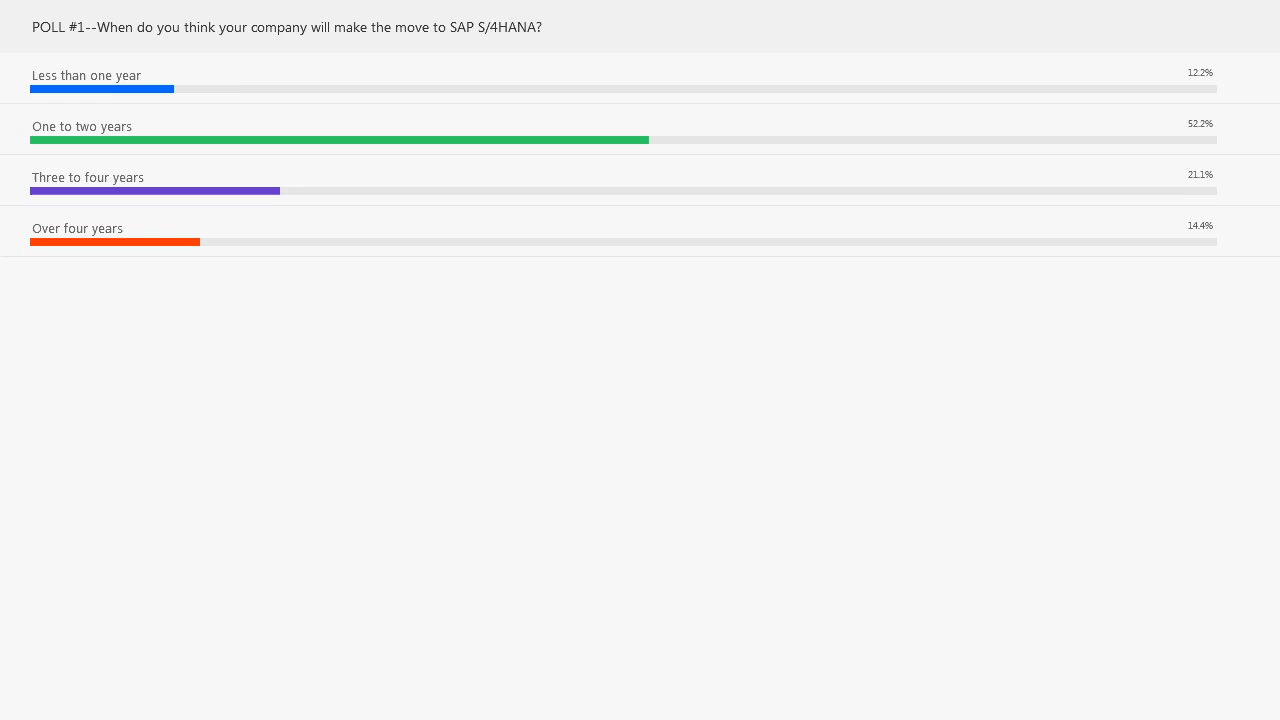 POLL #1--When do you think your company will make the move to SAP S/4HANA?
Less than one year 12.2%
One to two years 52.2%
Three to four years 21.1%
Over four years 14.4%